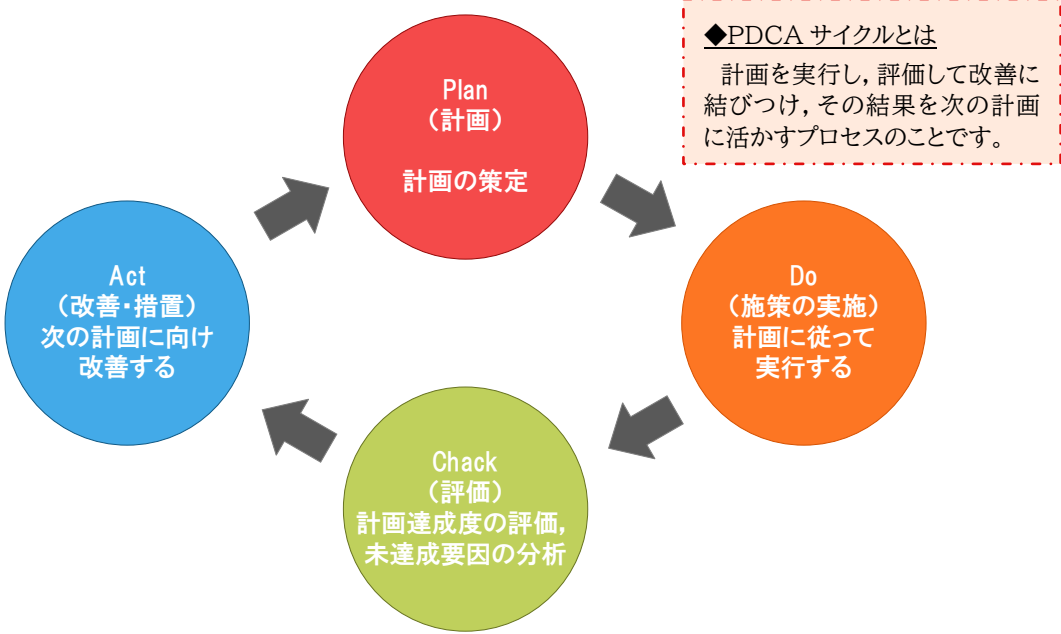 ◆PDCA サイクルとは
計画を実行し，評価して改善に
結びつけ，その結果を次の計画
に活かすプロセスのことです。
Plan
（計画）
計画の策定
Do
（施策の実施）
計画に従って
実行する
Chack
（評価）
計画達成度の評価，
未達成要因の分析
Act
（改善・措置）
次の計画に向け
改善する